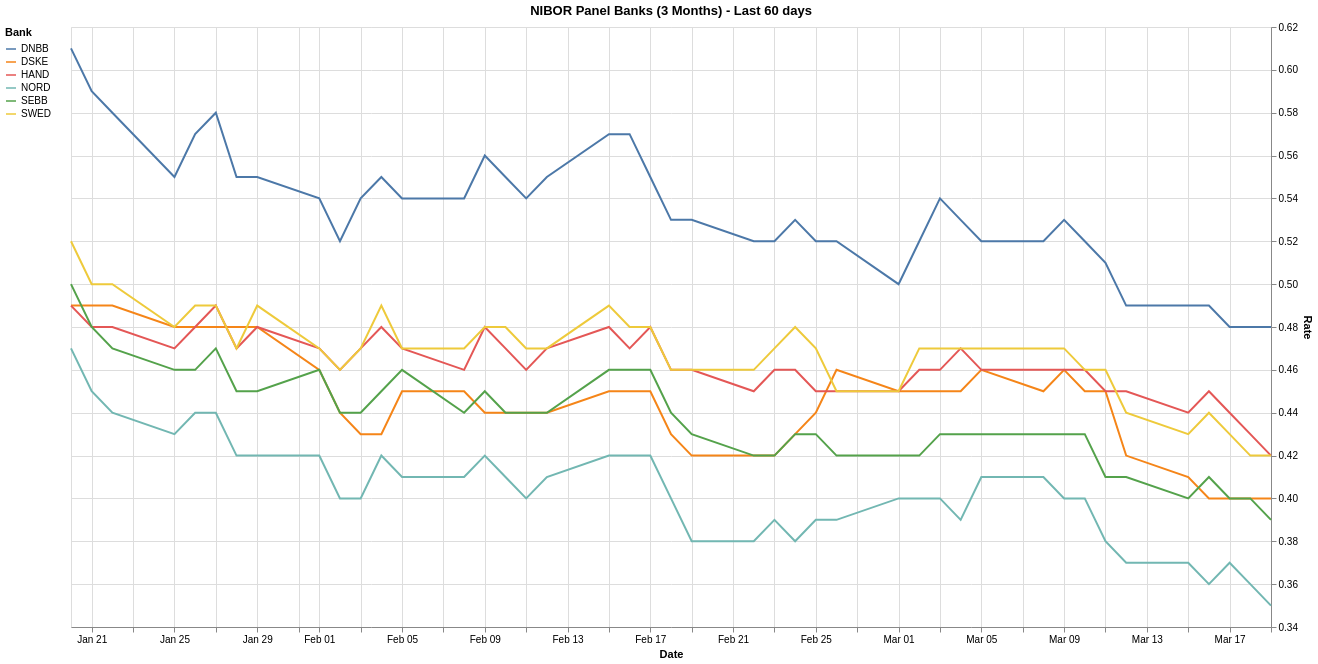 NIBOR Panel Banks (3 Months) - Last 60 days
Bank
DNBB
DSKE
HAND
NORD
SEBB
SWED
0.62
0.60
0.58
0.56
0.54
0.52
0.50
0.48
0.46
0.44
0.42
0.40
0.38
0.36
0.34
Rate
Jan 21 Jan 25 Jan 29 Feb 01 Feb 05 Feb 09 Feb 13 Feb 17 Feb 21 Feb 25 Mar 01 Mar 05 Mar 09 Mar 13 Mar 17
Date